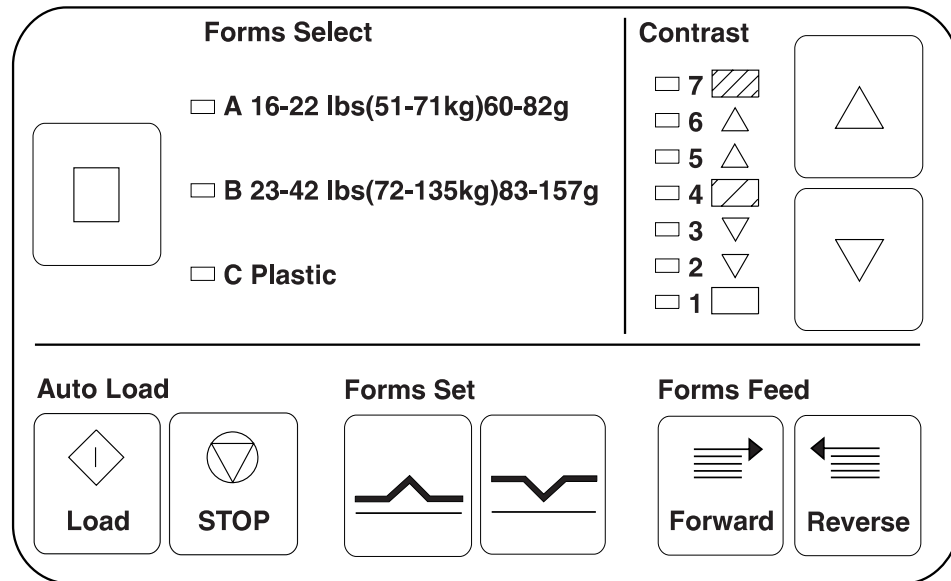 Forms Select
A 16-22 lbs(51-71kg)60-82g
B 23-42 lbs(72-135kg)83-157g
C Plastic
Contrast
7
6
5
4
3
2
1
Auto Load
Load
STOP
Forms Set
Forms Feed
Forward
Reverse